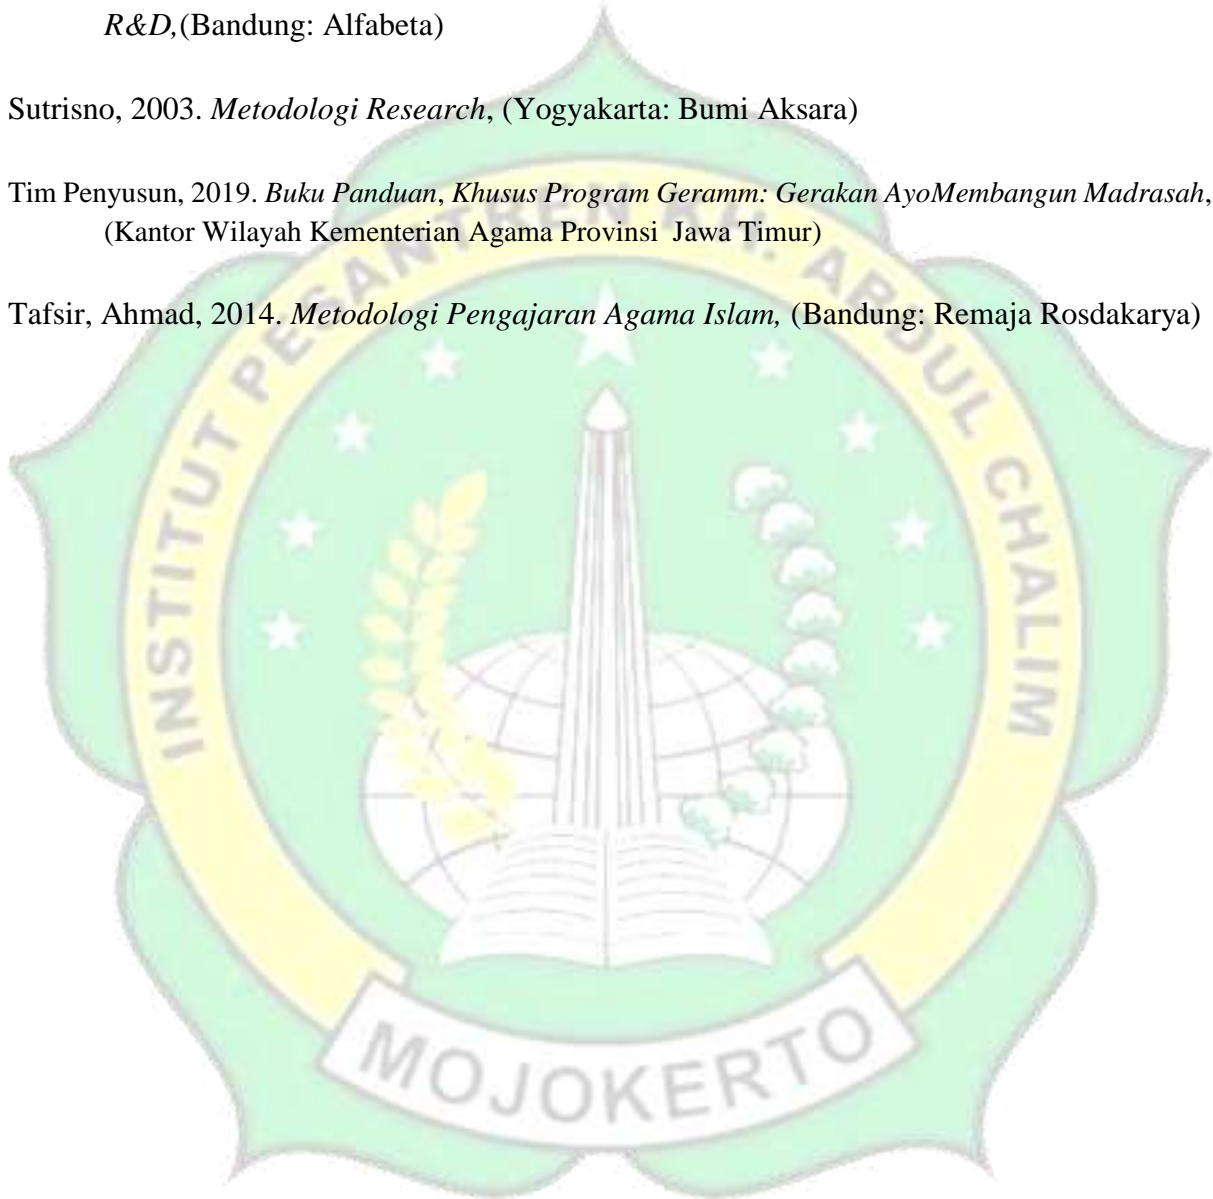 R&D,(Bandung: Alfabeta)
Sutrisno, 2003. Metodologi Research, (Yogyakarta: Bumi Aksara)
Tim Penyusun, 2019. Buku Panduan, Khusus Program Geramm: Gerakan AyoMembangun Madrasah,
(Kantor Wilayah Kementerian Agama Provinsi Jawa Timur)
Tafsir, Ahmad, 2014. Metodologi Pengajaran Agama Islam, (Bandung: Remaja Rosdakarya)
INSTITUT PESANTREN KH. ABDUL CHALIM
MOJOKERTO